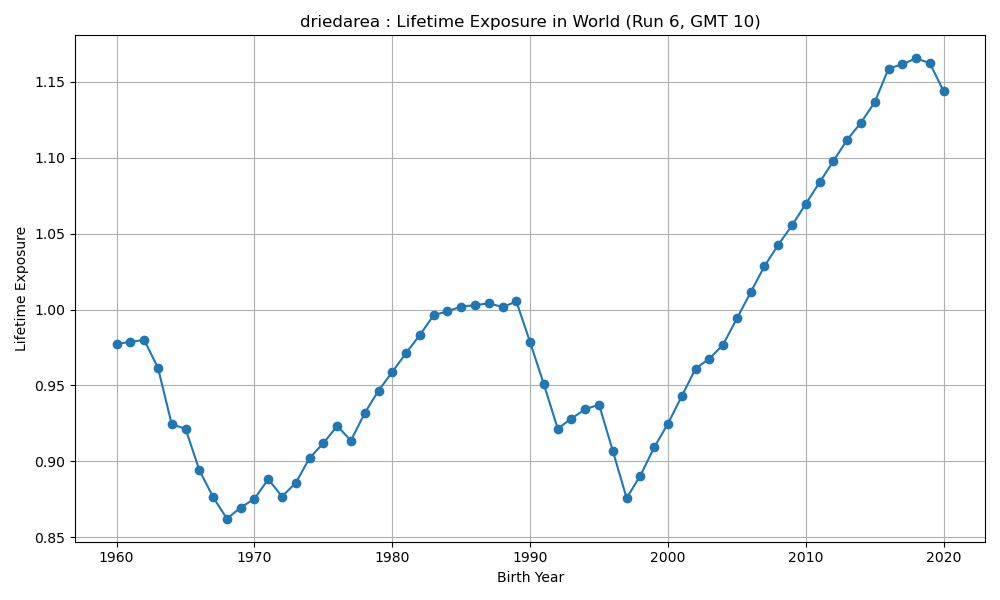 driedarea : Lifetime Exposure in World (Run 6, GMT 10)
Lifetime Exposure
1.15
1.10
1.05
1.00
0.95
0.90
0.85
1960 1970 1980 1990 2000 2010 2020
Birth Year